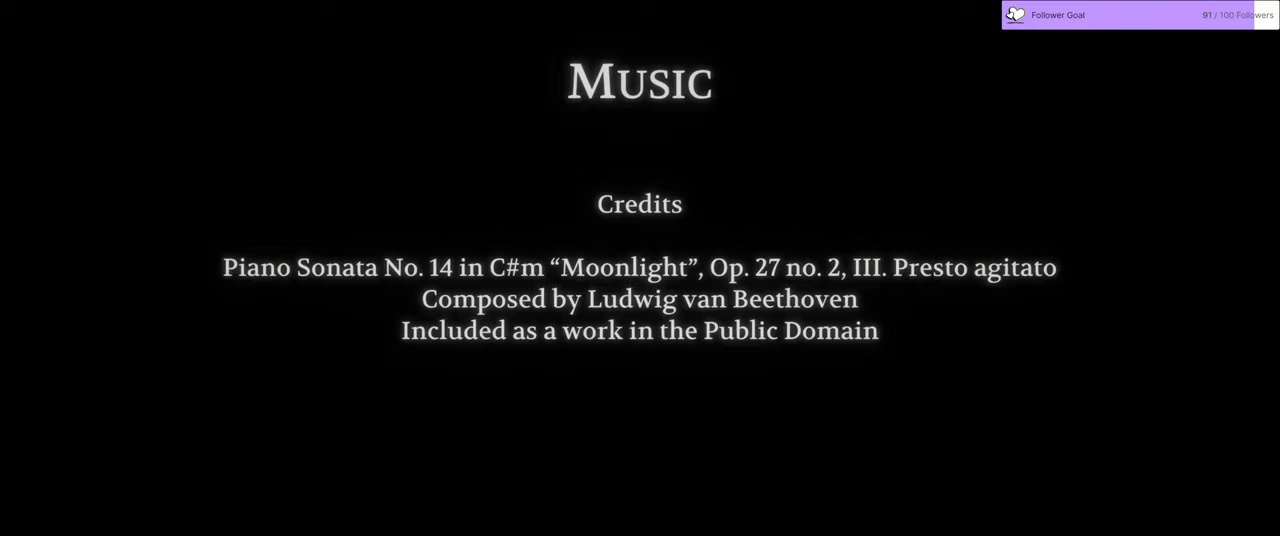 Follower Goal
91 / 100 Followers
Music
Credits
Piano Sonata No. 14 in C#m “Moonlight”, Op. 27 no. 2, III. Presto agitato
Composed by Ludwig van Beethoven
Included as a work in the Public Domain